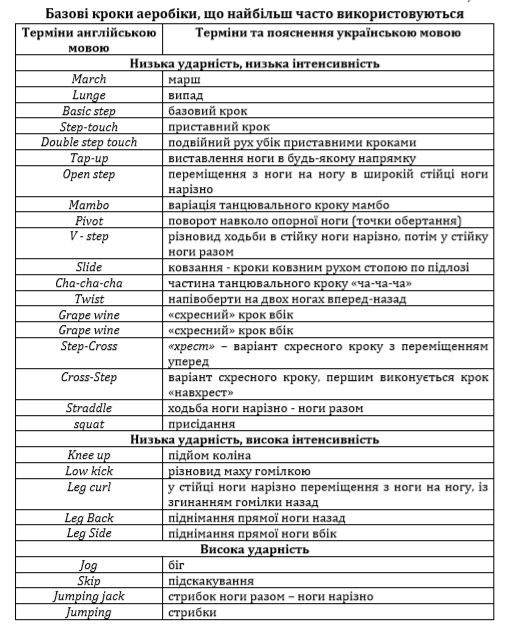 Базові кроки аеробіки, що найбільш часто використовуються
Терміни англійською Терміни та пояснення українською мовою
мовою
Низька ударність, низька інтенсивність
March марш
Lunge випад
Basic step базовий крок
Step-touch приставний крок
Double step touch подвійний рух убік приставними кроками
Tap-up виставлення ноги в будь-якому напрямку
Open step переміщення з ноги на ногу в широкій стійці ноги
нарізно
Mambo варіація танцювального кроку мамбо
Pivot поворот навколо опорної ноги (точки обертання)
V - step різновид ходьби в стійку ноги нарізно, потім у стійку
ноги разом
Slide ковзання - кроки ковзним рухом стопою по підлозі
Cha-cha-cha частина танцювального кроку «ча-ча-ча»
Twist напівоберти на двох ногах вперед-назад
Grape wine «схресний» крок вбік
Grape wine «схресний» крок вбік
Step-Cross «хрест» – варіант схресного кроку з переміщенням
уперед
Cross-Step варіант схресного кроку, першим виконується крок
«навхрест»
Straddle ходьба ноги нарізно - ноги разом
squat присідання
Низька ударність, висока інтенсивність
Knee up підйом коліна
Low kick різновид маху гомілкою
Leg curl у стійці ноги нарізно переміщення з ноги на ногу, із
згинанням гомілки назад
Leg Back піднімання прямої ноги назад
Leg Side піднімання прямої ноги вбік
Висока ударність
Jog біг
Skip підскакування
Jumping jack стрибок ноги разом – ноги нарізно
Jumping стрибки